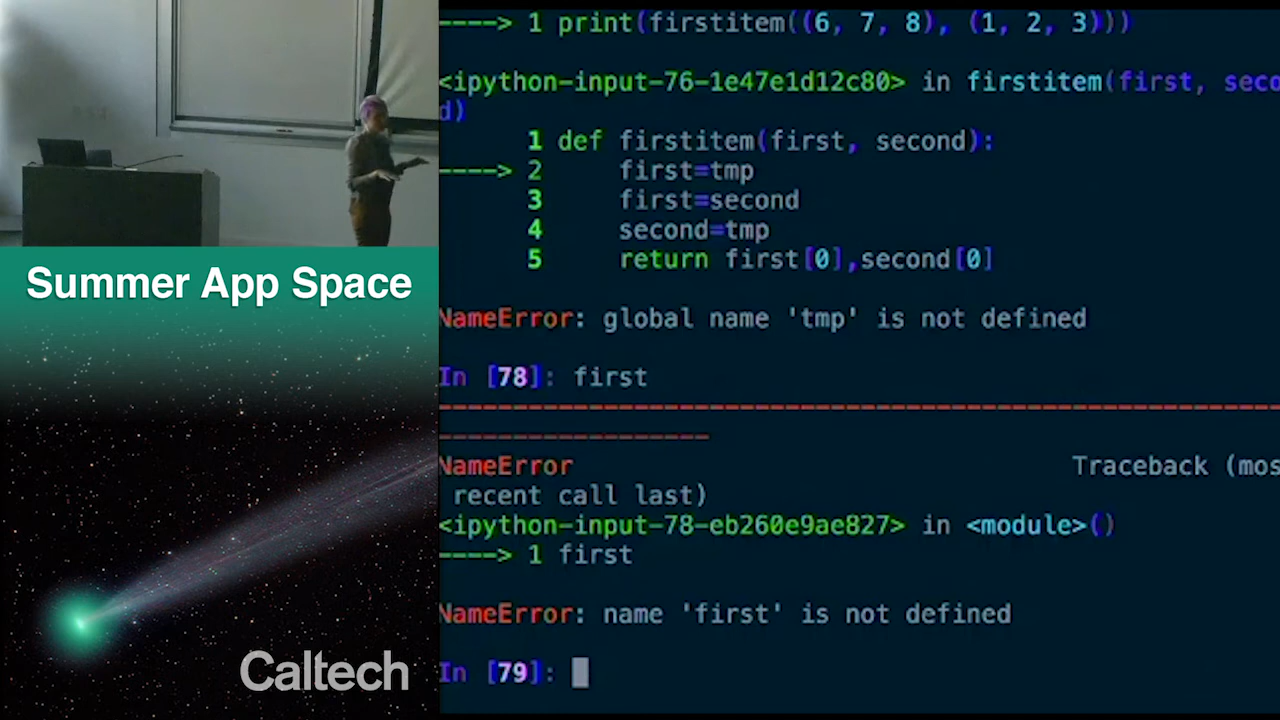 Summer App Space
Caltech
----> 1 print(firstitem((6, 7, 8), (1, 2, 3)))
<ipython-input-76-1e47e1d12c80> in firstitem(first, seco
d)
1 def firstitem(first, second):
----> 2     first=tmp
3     first=second
4     second=tmp
5     return first[0],second[0]
NameError: global name 'tmp' is not defined
In [78]: first
---------------------------------------------------------
------------------
NameError                                 Traceback (mos
recent call last)
<ipython-input-78-eb260e9ae827> in <module>()
----> 1 first
NameError: name 'first' is not defined
In [79]: